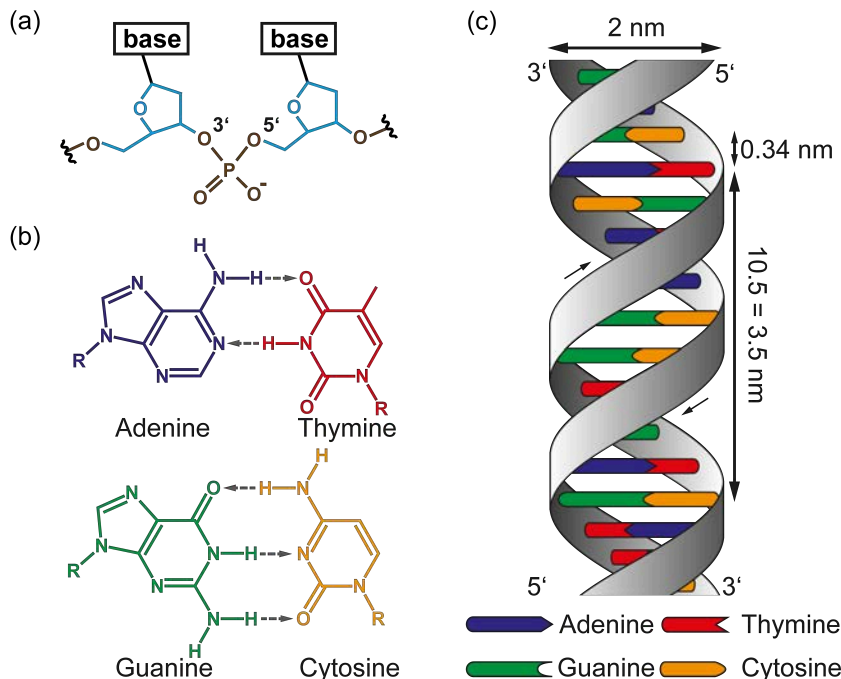 (a)
base base
O 3‘ 5‘ O
O O O O
P
O O-
(b)
H
N H O
N N
N N H N
R N O N
R
Adenine Thymine
H
O H N
N
N H N
N
R N N O N
N H R
H
Guanine Cytosine
(c)
2 nm
3‘ 5‘
0.34 nm
10.5 = 3.5 nm
5‘ 3‘
Adenine Thymine
Guanine Cytosine